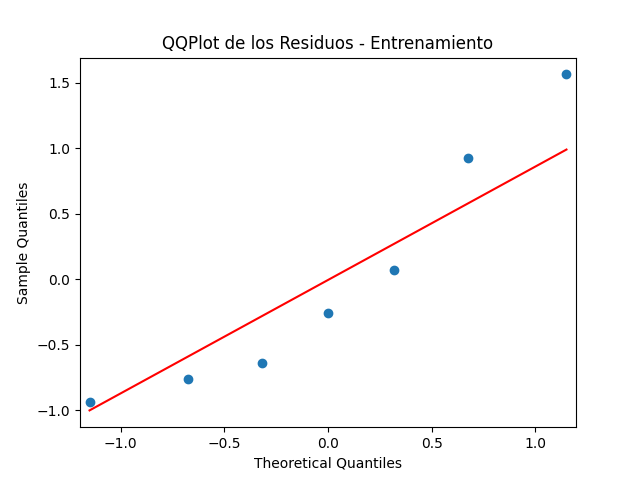 QQPlot de los Residuos - Entrenamiento
1.5
1.0
0.5
0.0
−0.5
−1.0
Sample Quantiles
−1.0 −0.5 0.0 0.5 1.0
Theoretical Quantiles